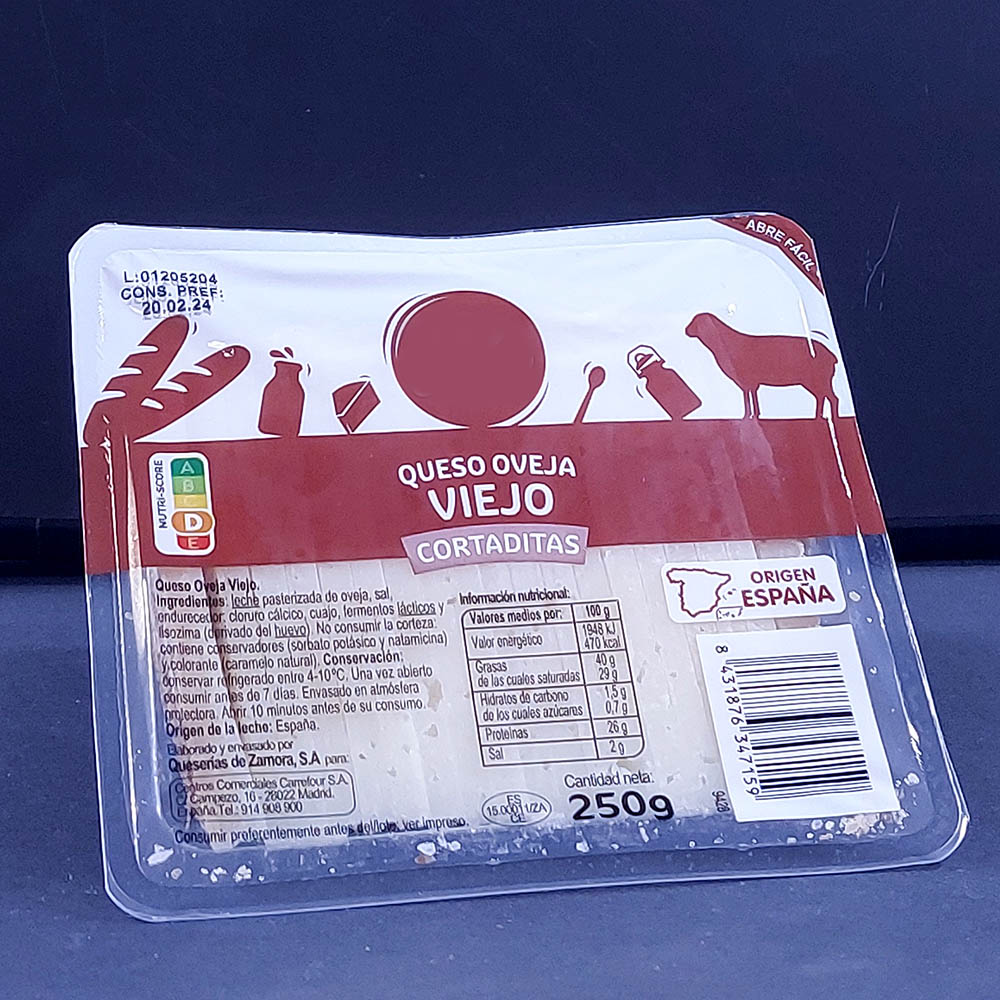 ABRE FÁCIL
L:01205204
CONS. PREF:
20.02.24
NUTRI-SCORE
A
B
C
D
E
QUESO OVEJA
VIEJO
CORTADITAS
Queso Oveja Viejo.
Ingredientes: leche pasterizada de oveja, sal,
endurecedor, cloruro cálcico, cuajo, fermentos lácticos y
lisozima (derivado del huevo). No consumir la corteza:
contiene conservadores (sorbato potásico y natamicina)
y colorante (caramelo natural). Conservación:
Conservar refrigerado entre 4-10°C. Una vez abierto
consumir antes de 7 días. Envasado en atmósfera
protectora. Abrir 10 minutos antes de su consumo.
Origen de la leche: España.
Elaborado y envasado por
Queserías de Zamora, S.A para:
Centros Comerciales Carrefour S.A.
C/ Campezo, 16 - 28022 Madrid.
España Tel.: 914 908 900
Consumir preferentemente antes del/lote: ver impreso.
Información nutricional:
Valores medios por: 100 g
Valor energético 1948 kJ
470 kcal
Grasas 40 g
de las cuales saturadas 29 g
Hidratos de carbono 1,5 g
de los cuales azúcares 0,7 g
Proteínas 26 g
Sal 2 g
ES
15.0001 1/ZA
CE
Cantidad neta:
250g
ORIGEN
ESPAÑA
8 431876 347159
9428